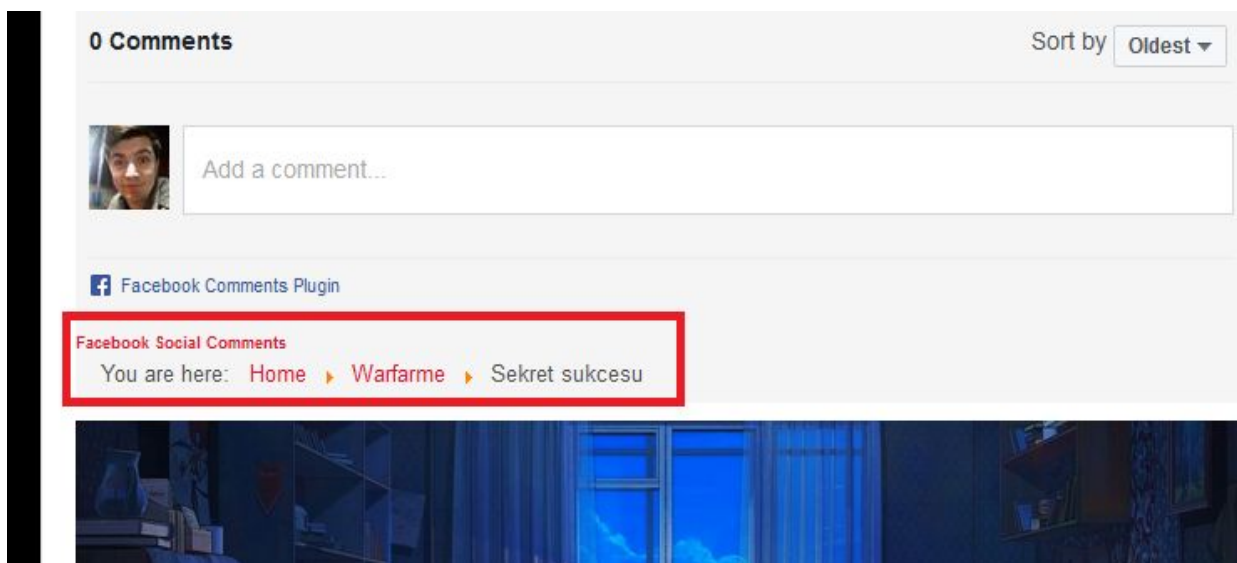 0 Comments Sort by Oldest
Add a comment...
Facebook Comments Plugin
Facebook Social Comments
You are here: Home Warfarme Sekret sukcesu